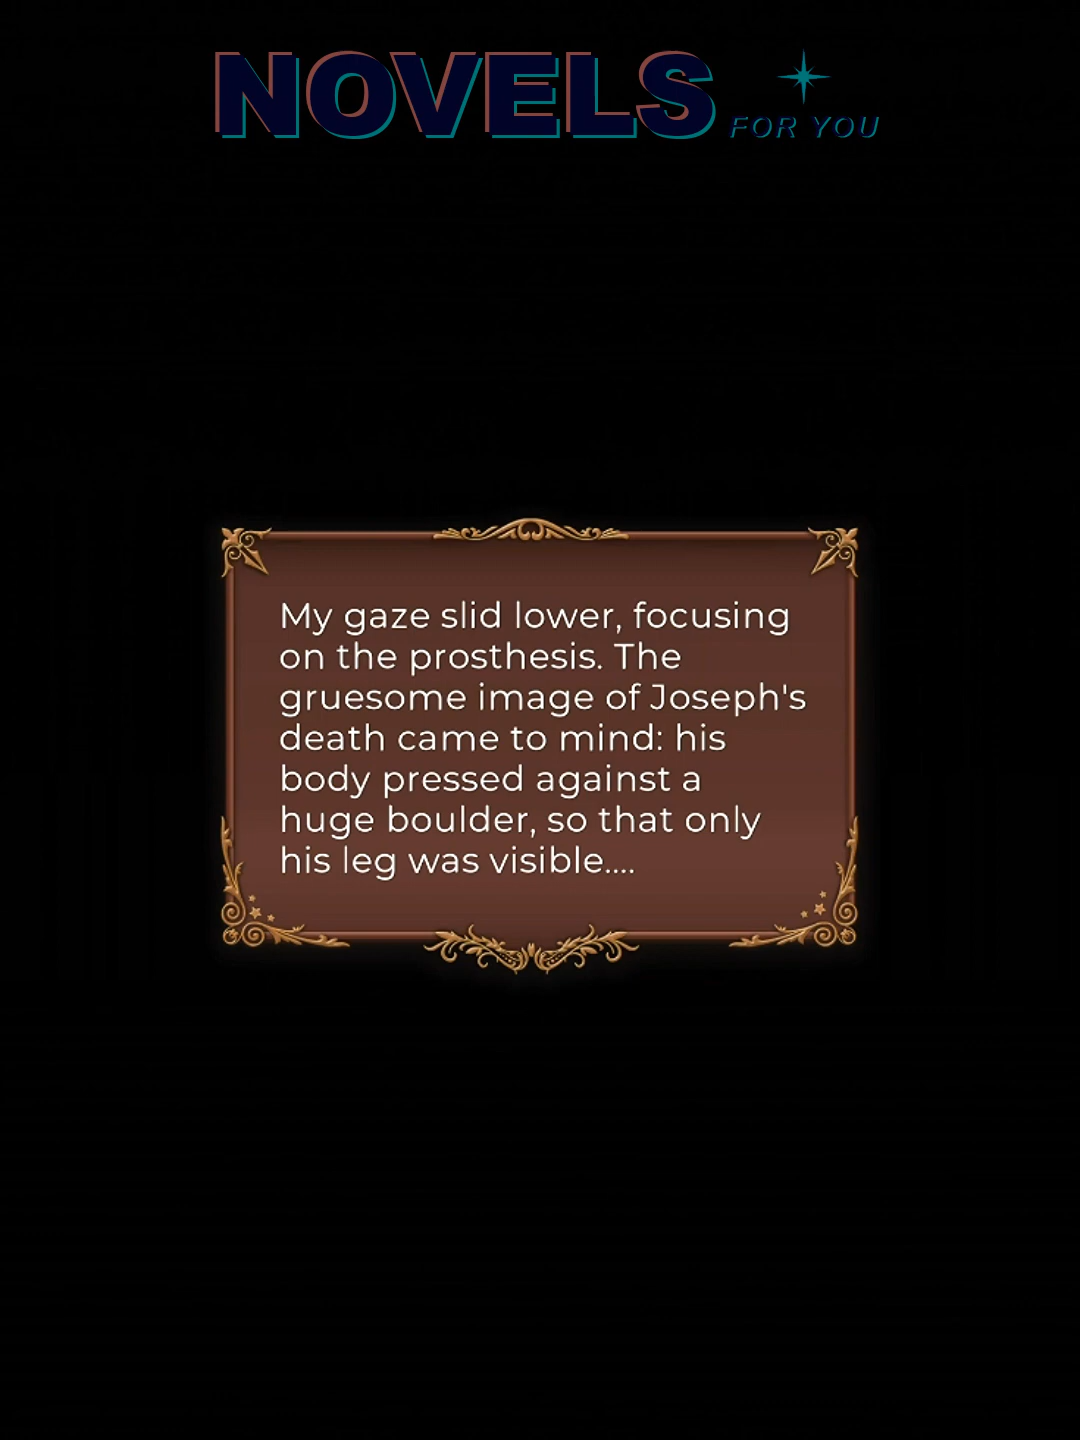 NOVELS
FOR YOU
My gaze slid lower, focusing
on the prosthesis. The
gruesome image of Joseph's
death came to mind: his
body pressed against a
huge boulder, so that only
his leg was visible....